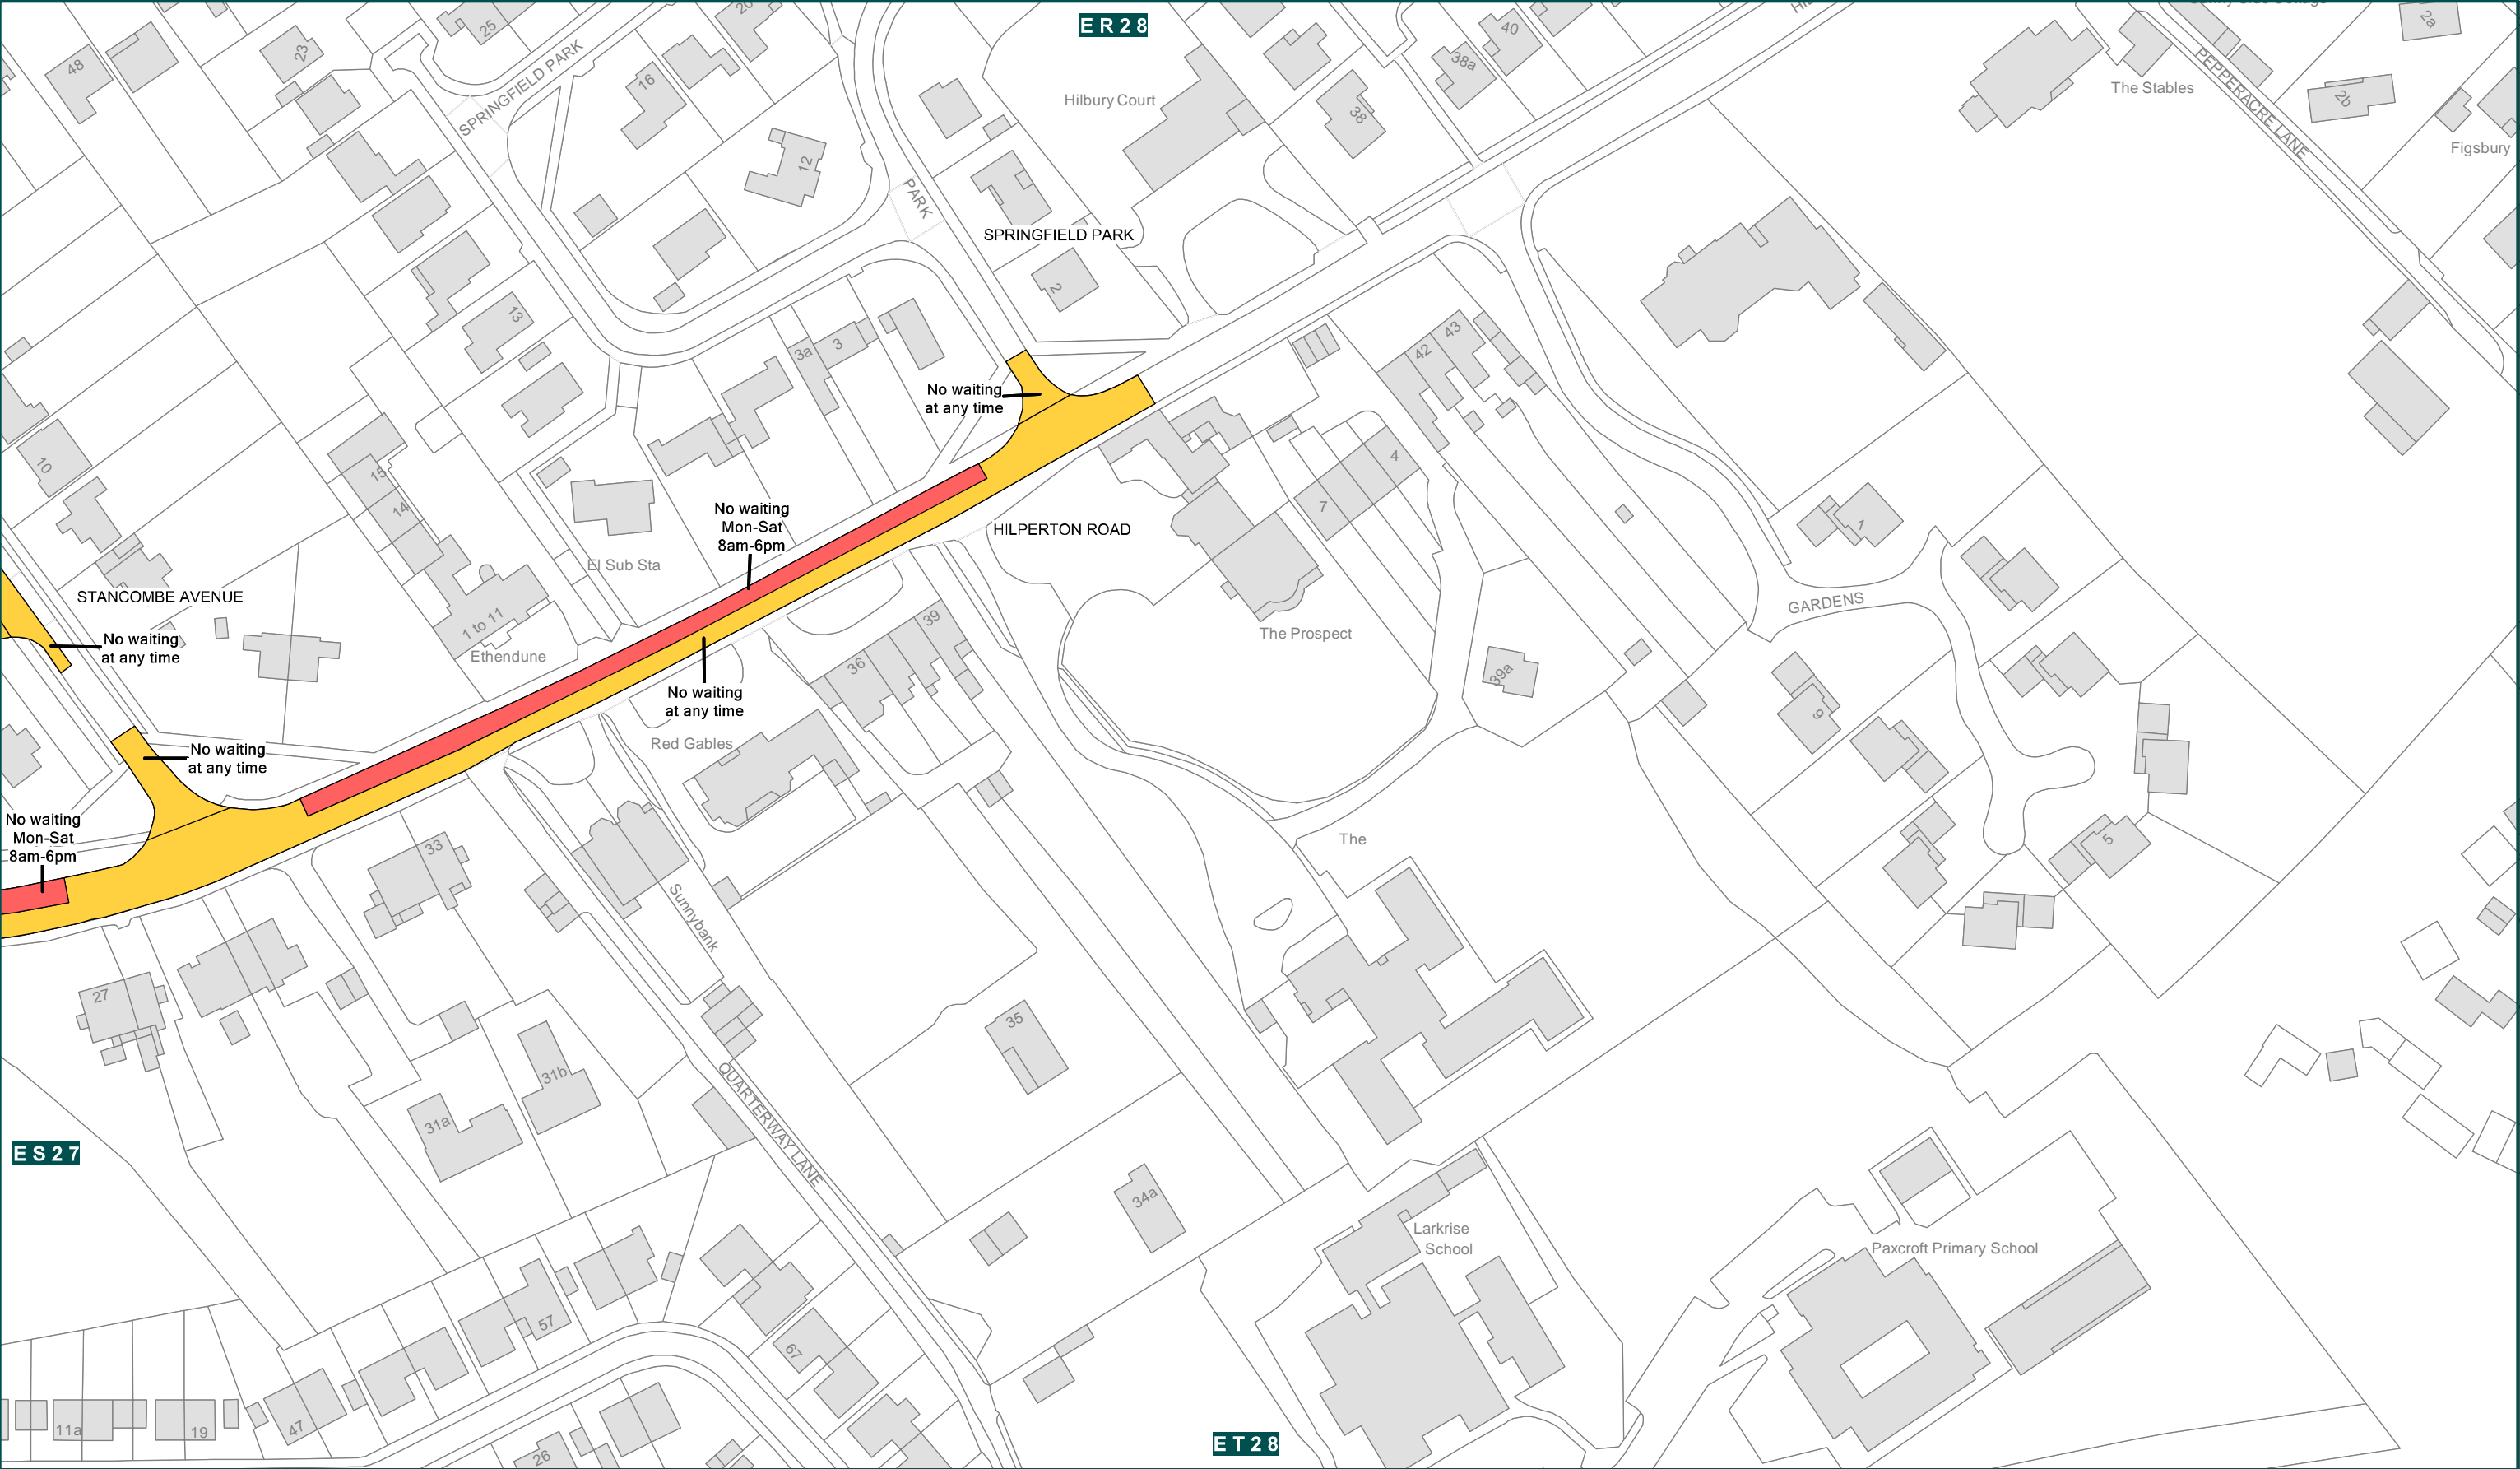 ER28
25
20
48
23
SPRINGFIELD PARK
16
12
PARK
Hilbury Court
38
38a
40
The Stables
PEPPERACRE LANE
2a
2b
Figsbury
SPRINGFIELD PARK
2
13
3a
3
42
43
No waiting
at any time
10
15
14
4
7
No waiting
Mon-Sat
8am-6pm
HILPERTON ROAD
1
El Sub Sta
STANCOMBE AVENUE
No waiting
at any time
1 to 11
Ethendune
39
36
The Prospect
GARDENS
39a
No waiting
at any time
Red Gables
9
No waiting
at any time
No waiting
Mon-Sat
8am-6pm
33
The
5
Sunnybank
27
35
31b
31a
QUARTERWAY LANE
ES27
34a
Larkrise
School
Paxcroft Primary School
57
67
11a
19
47
26
ET28